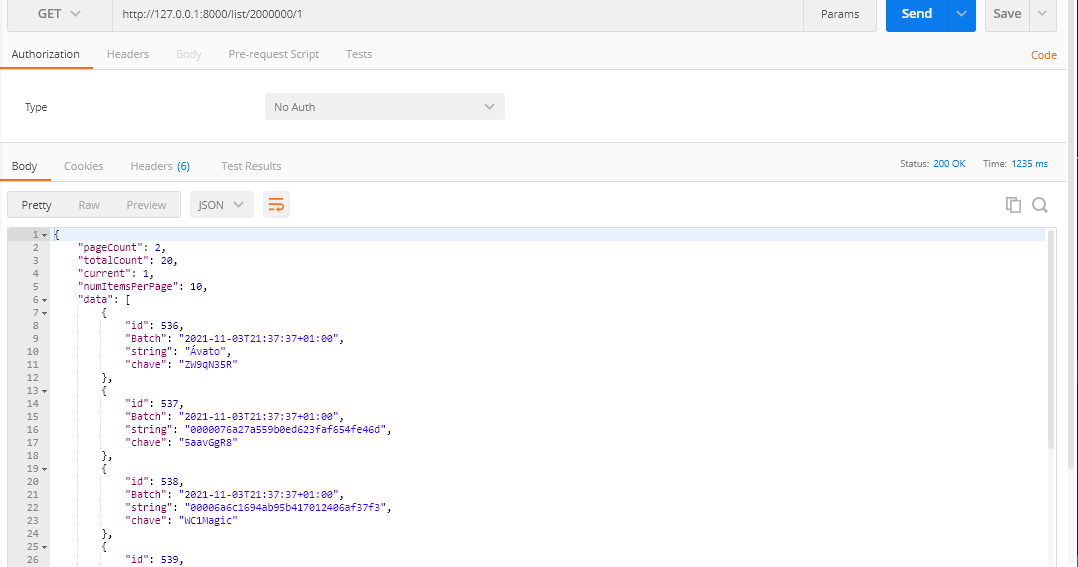 GET http://127.0.0.1:8000/list/2000000/1 Params Send Save
Authorization Headers Body Pre-request Script Tests Code
Type No Auth
Body Cookies Headers (6) Test Results Status: 200 OK Time: 1235 ms
Pretty Raw Preview JSON
1 {
2 "pageCount": 2,
3 "totalCount": 20,
4 "current": 1,
5 "numItemsPerPage": 10,
6 "data": [
7 {
8 "id": 536,
9 "Batch": "2021-11-03T21:37:37+01:00",
10 "string": "Ávato",
11 "chave": "ZW9qN35R"
12 },
13 {
14 "id": 537,
15 "Batch": "2021-11-03T21:37:37+01:00",
16 "string": "0000076a27a559b0ed623faf654fe46d",
17 "chave": "5aavGgR8"
18 },
19 {
20 "id": 538,
21 "Batch": "2021-11-03T21:37:37+01:00",
22 "string": "00006a6c1694ab95b417012406af37f3",
23 "chave": "WC1Magic"
24 },
25 {
26 "id": 539,